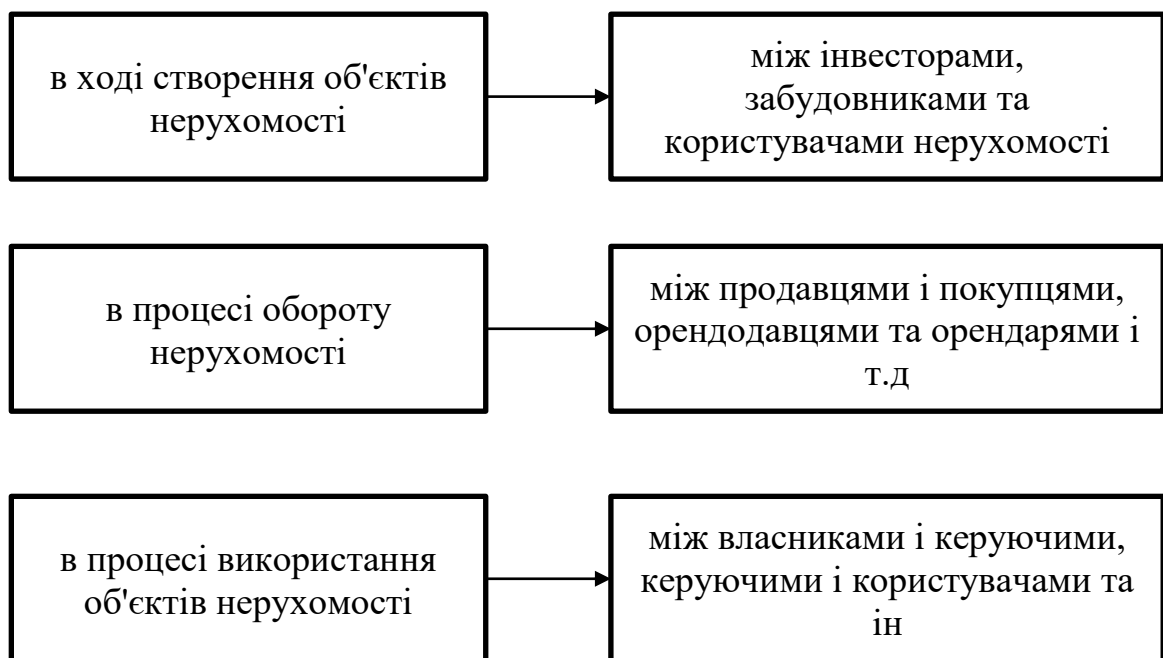 в ході створення об'єктів
нерухомості
між інвесторами,
забудовниками та
користувачами нерухомості
в процесі обороту
нерухомості
між продавцями і покупцями,
орендодавцями та орендарями і
т.д
в процесі використання
об'єктів нерухомості
між власниками і керуючими,
керуючими і користувачами та
ін